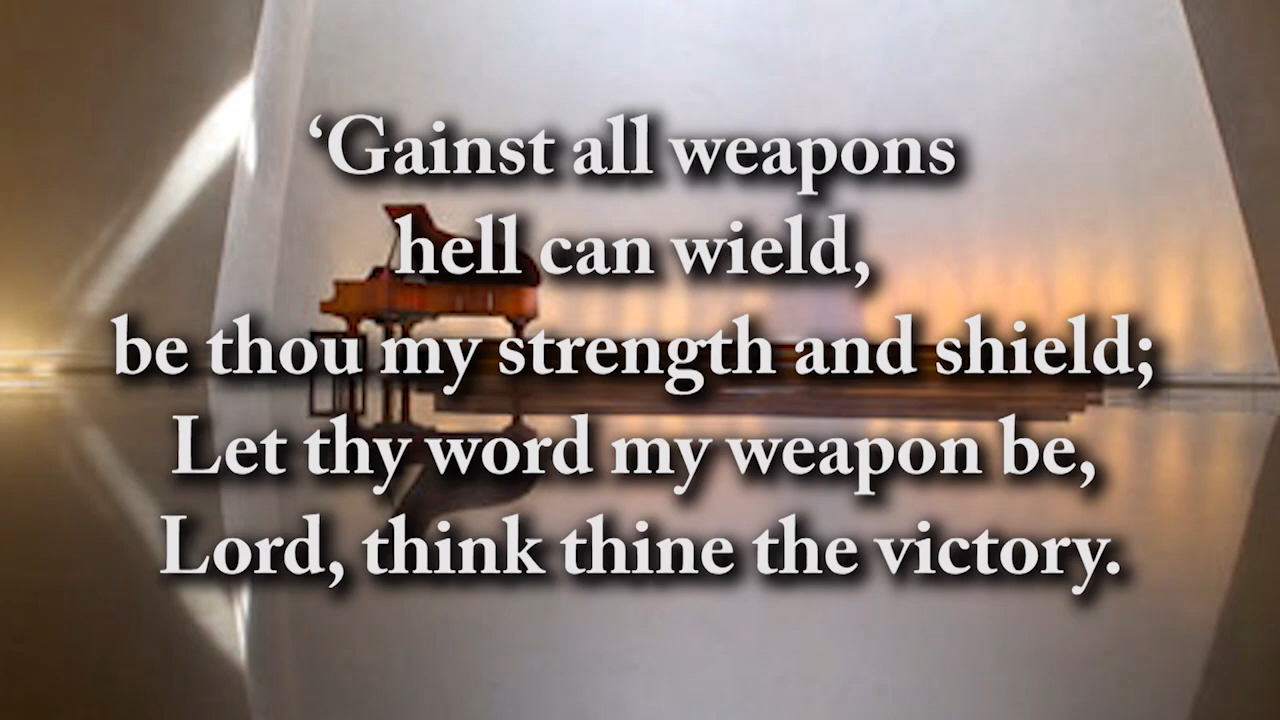 ‘Gainst all weapons
hell can wield,
be thou my strength and shield;
Let thy word my weapon be,
Lord, think thine the victory.